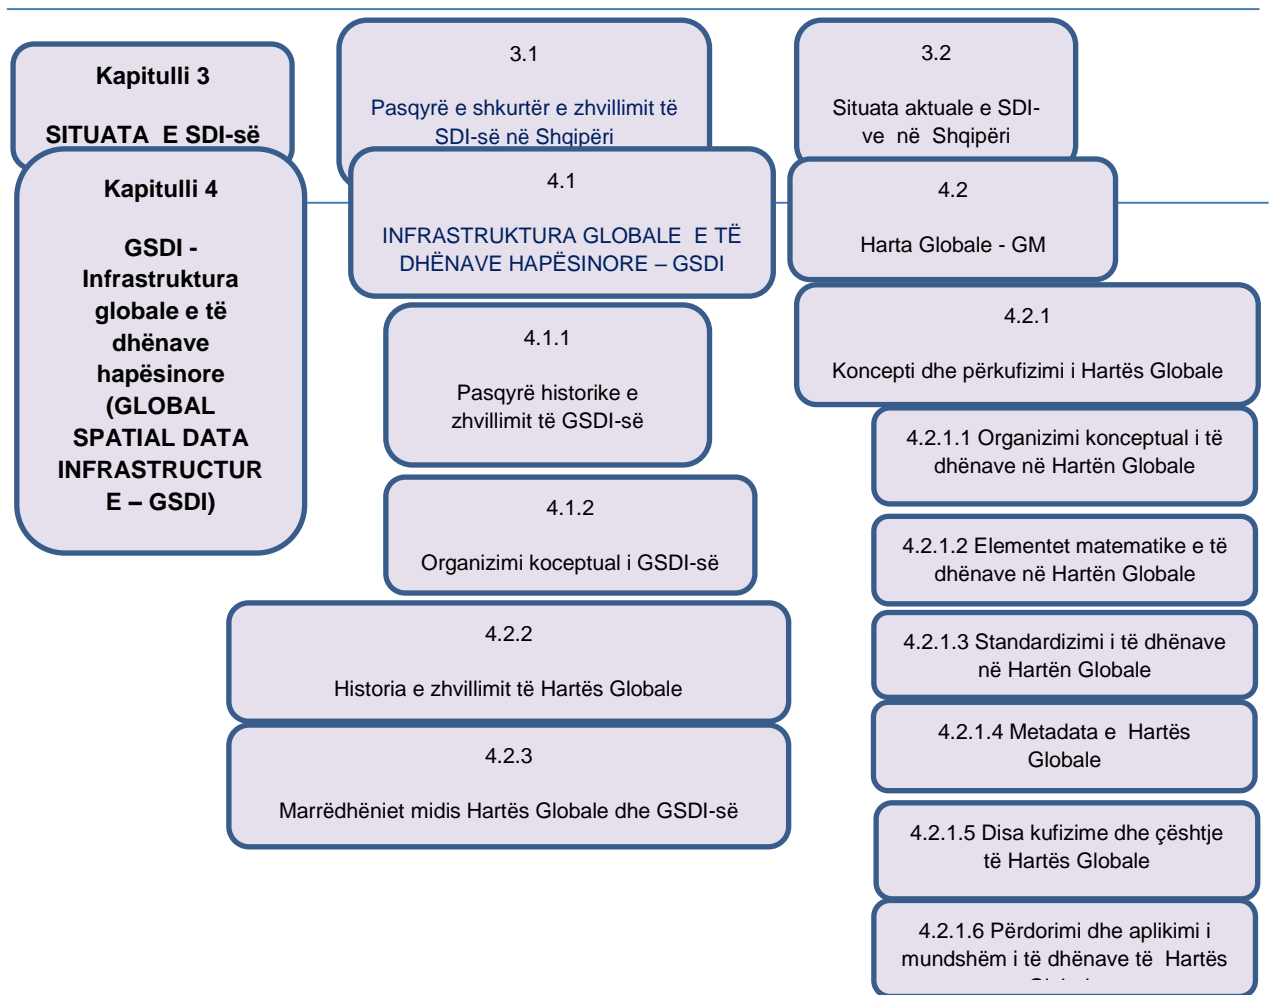 Kapitulli 3
SITUATA E SDI-së
3.1
Pasqyrë e shkurtër e zhvillimit të
SDI-së në Shqipëri
3.2
Situata aktuale e SDI-
ve në Shqipëri
Kapitulli 4
GSDI -
Infrastruktura
globale e të
dhënave
hapësinore
(GLOBAL
SPATIAL DATA
INFRASTRUCTUR
E – GSDI)
4.1
INFRASTRUKTURA GLOBALE E TË
DHËNAVE HAPËSINORE – GSDI
4.1.1
Pasqyrë historike e
zhvillimit të GSDI-së
4.1.2
Organizimi koceptual i GSDI-së
4.2
Harta Globale - GM
4.2.1
Koncepti dhe përkufizimi i Hartës Globale
4.2.1.1 Organizimi konceptual i të
dhënave në Hartën Globale
4.2.1.2 Elementet matematike e të
dhënave në Hartën Globale
4.2.1.3 Standardizimi i të dhënave
në Hartën Globale
4.2.1.4 Metadata e Hartës
Globale
4.2.1.5 Disa kufizime dhe çështje
të Hartës Globale
4.2.1.6 Përdorimi dhe aplikimi i
mundshëm i të dhënave të Hartës
4.2.2
Historia e zhvillimit të Hartës Globale
4.2.3
Marrëdhëniet midis Hartës Globale dhe GSDI-së